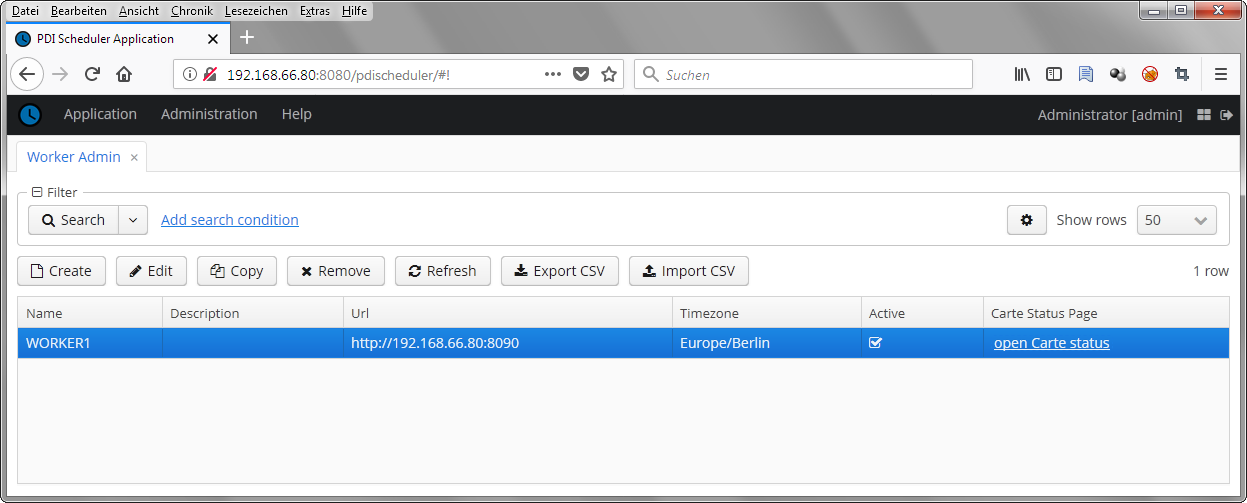 Datei Bearbeiten Ansicht Chronik Lesezeichen Extras Hilfe
PDI Scheduler Application
192.168.66.80:8080/pdischeduler/#! Suchen
Application Administration Help Administrator [admin]
Worker Admin
Filter
Search Add search condition Show rows 50
Create Edit Copy Remove Refresh Export CSV Import CSV 1 row
Name Description Url Timezone Active Carte Status Page
WORKER1 http://192.168.66.80:8090 Europe/Berlin open Carte status